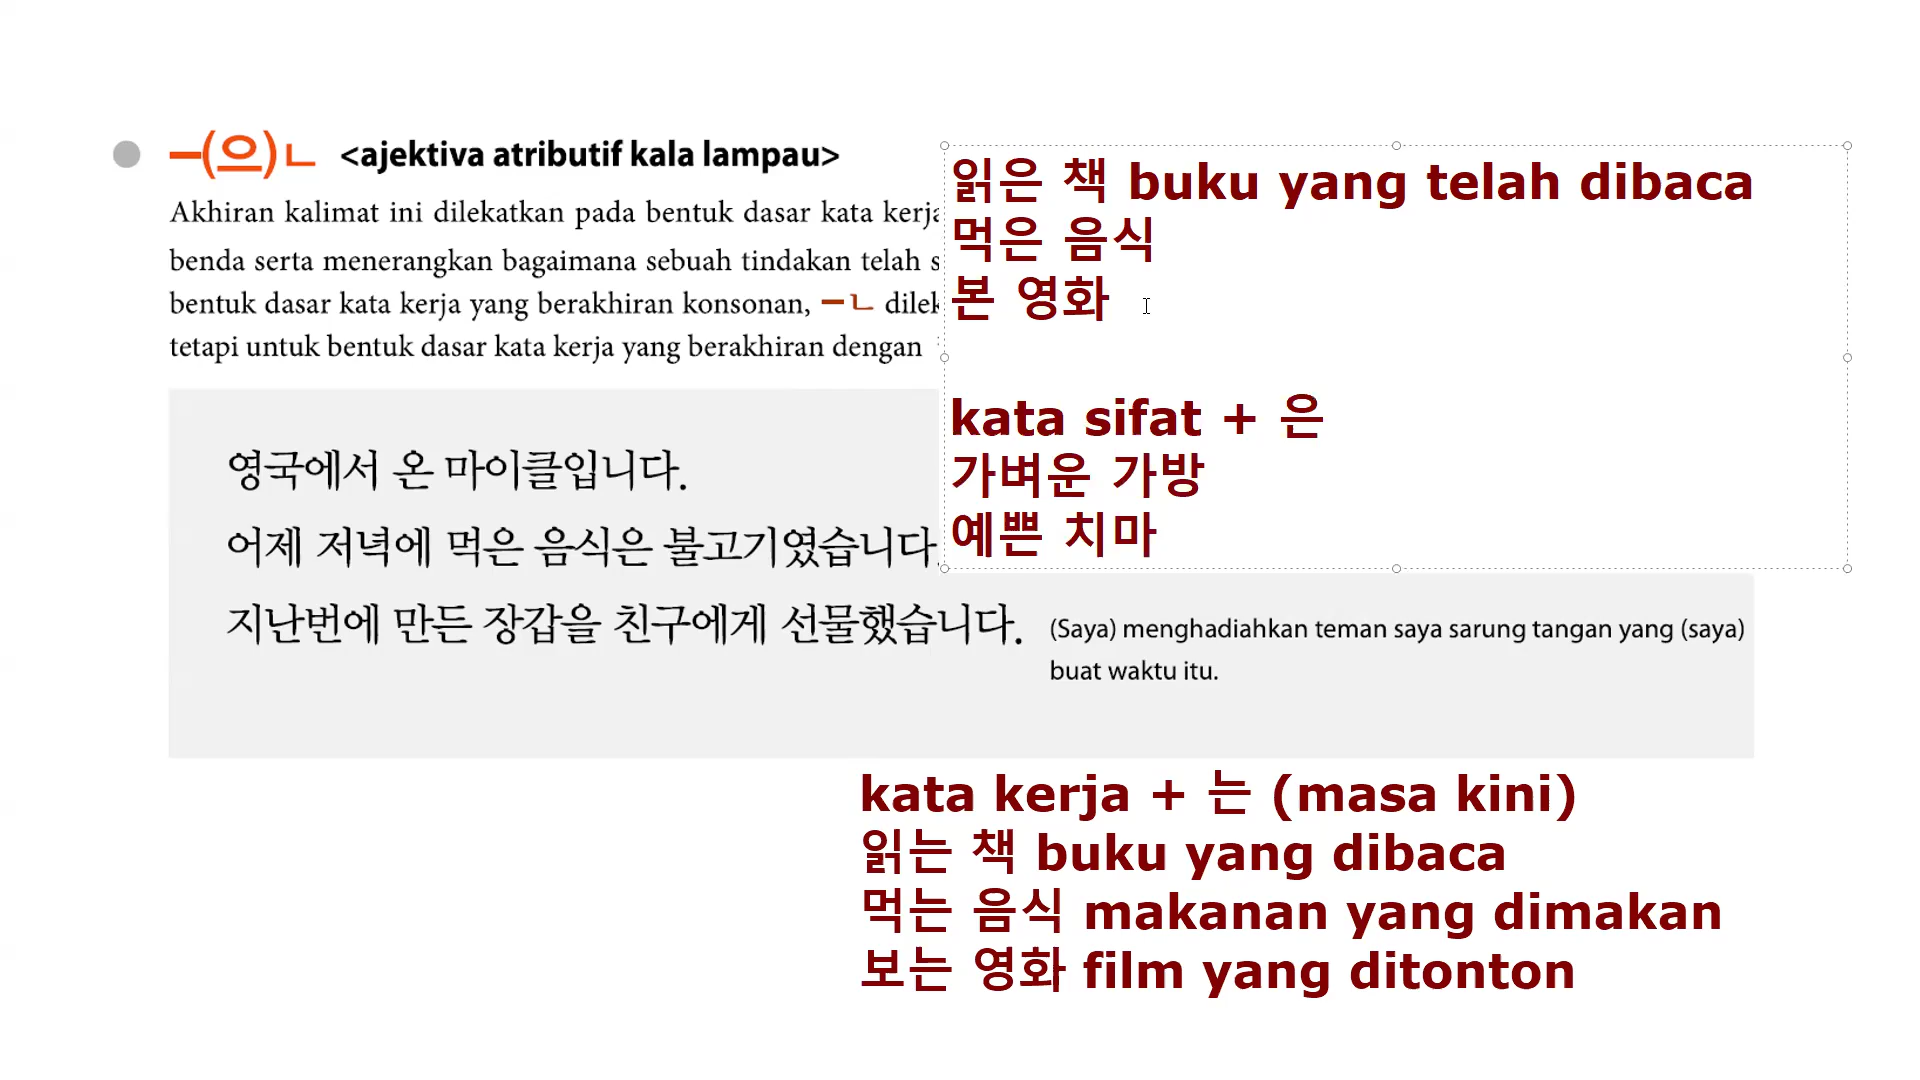 –(으)ㄴ <ajektiva atributif kala lampau>
Akhiran kalimat ini dilekatkan pada bentuk dasar kata kerja
benda serta menerangkan bagaimana sebuah tindakan telah
bentuk dasar kata kerja yang berakhiran konsonan, –ㄴ
tetapi untuk bentuk dasar kata kerja yang berakhiran dengan
읽은 책 buku yang telah dibaca
먹은 음식
본 영화
kata sifat + 은
가벼운 가방
예쁜 치마
영국에서 온 마이클입니다.
어제 저녁에 먹은 음식은 불고기였습니다.
지난번에 만든 장갑을 친구에게 선물했습니다.
(Saya) menghadiahkan teman saya sarung tangan yang (saya)
buat waktu itu.
kata kerja + 는 (masa kini)
읽는 책 buku yang dibaca
먹는 음식 makanan yang dimakan
보는 영화 film yang ditonton